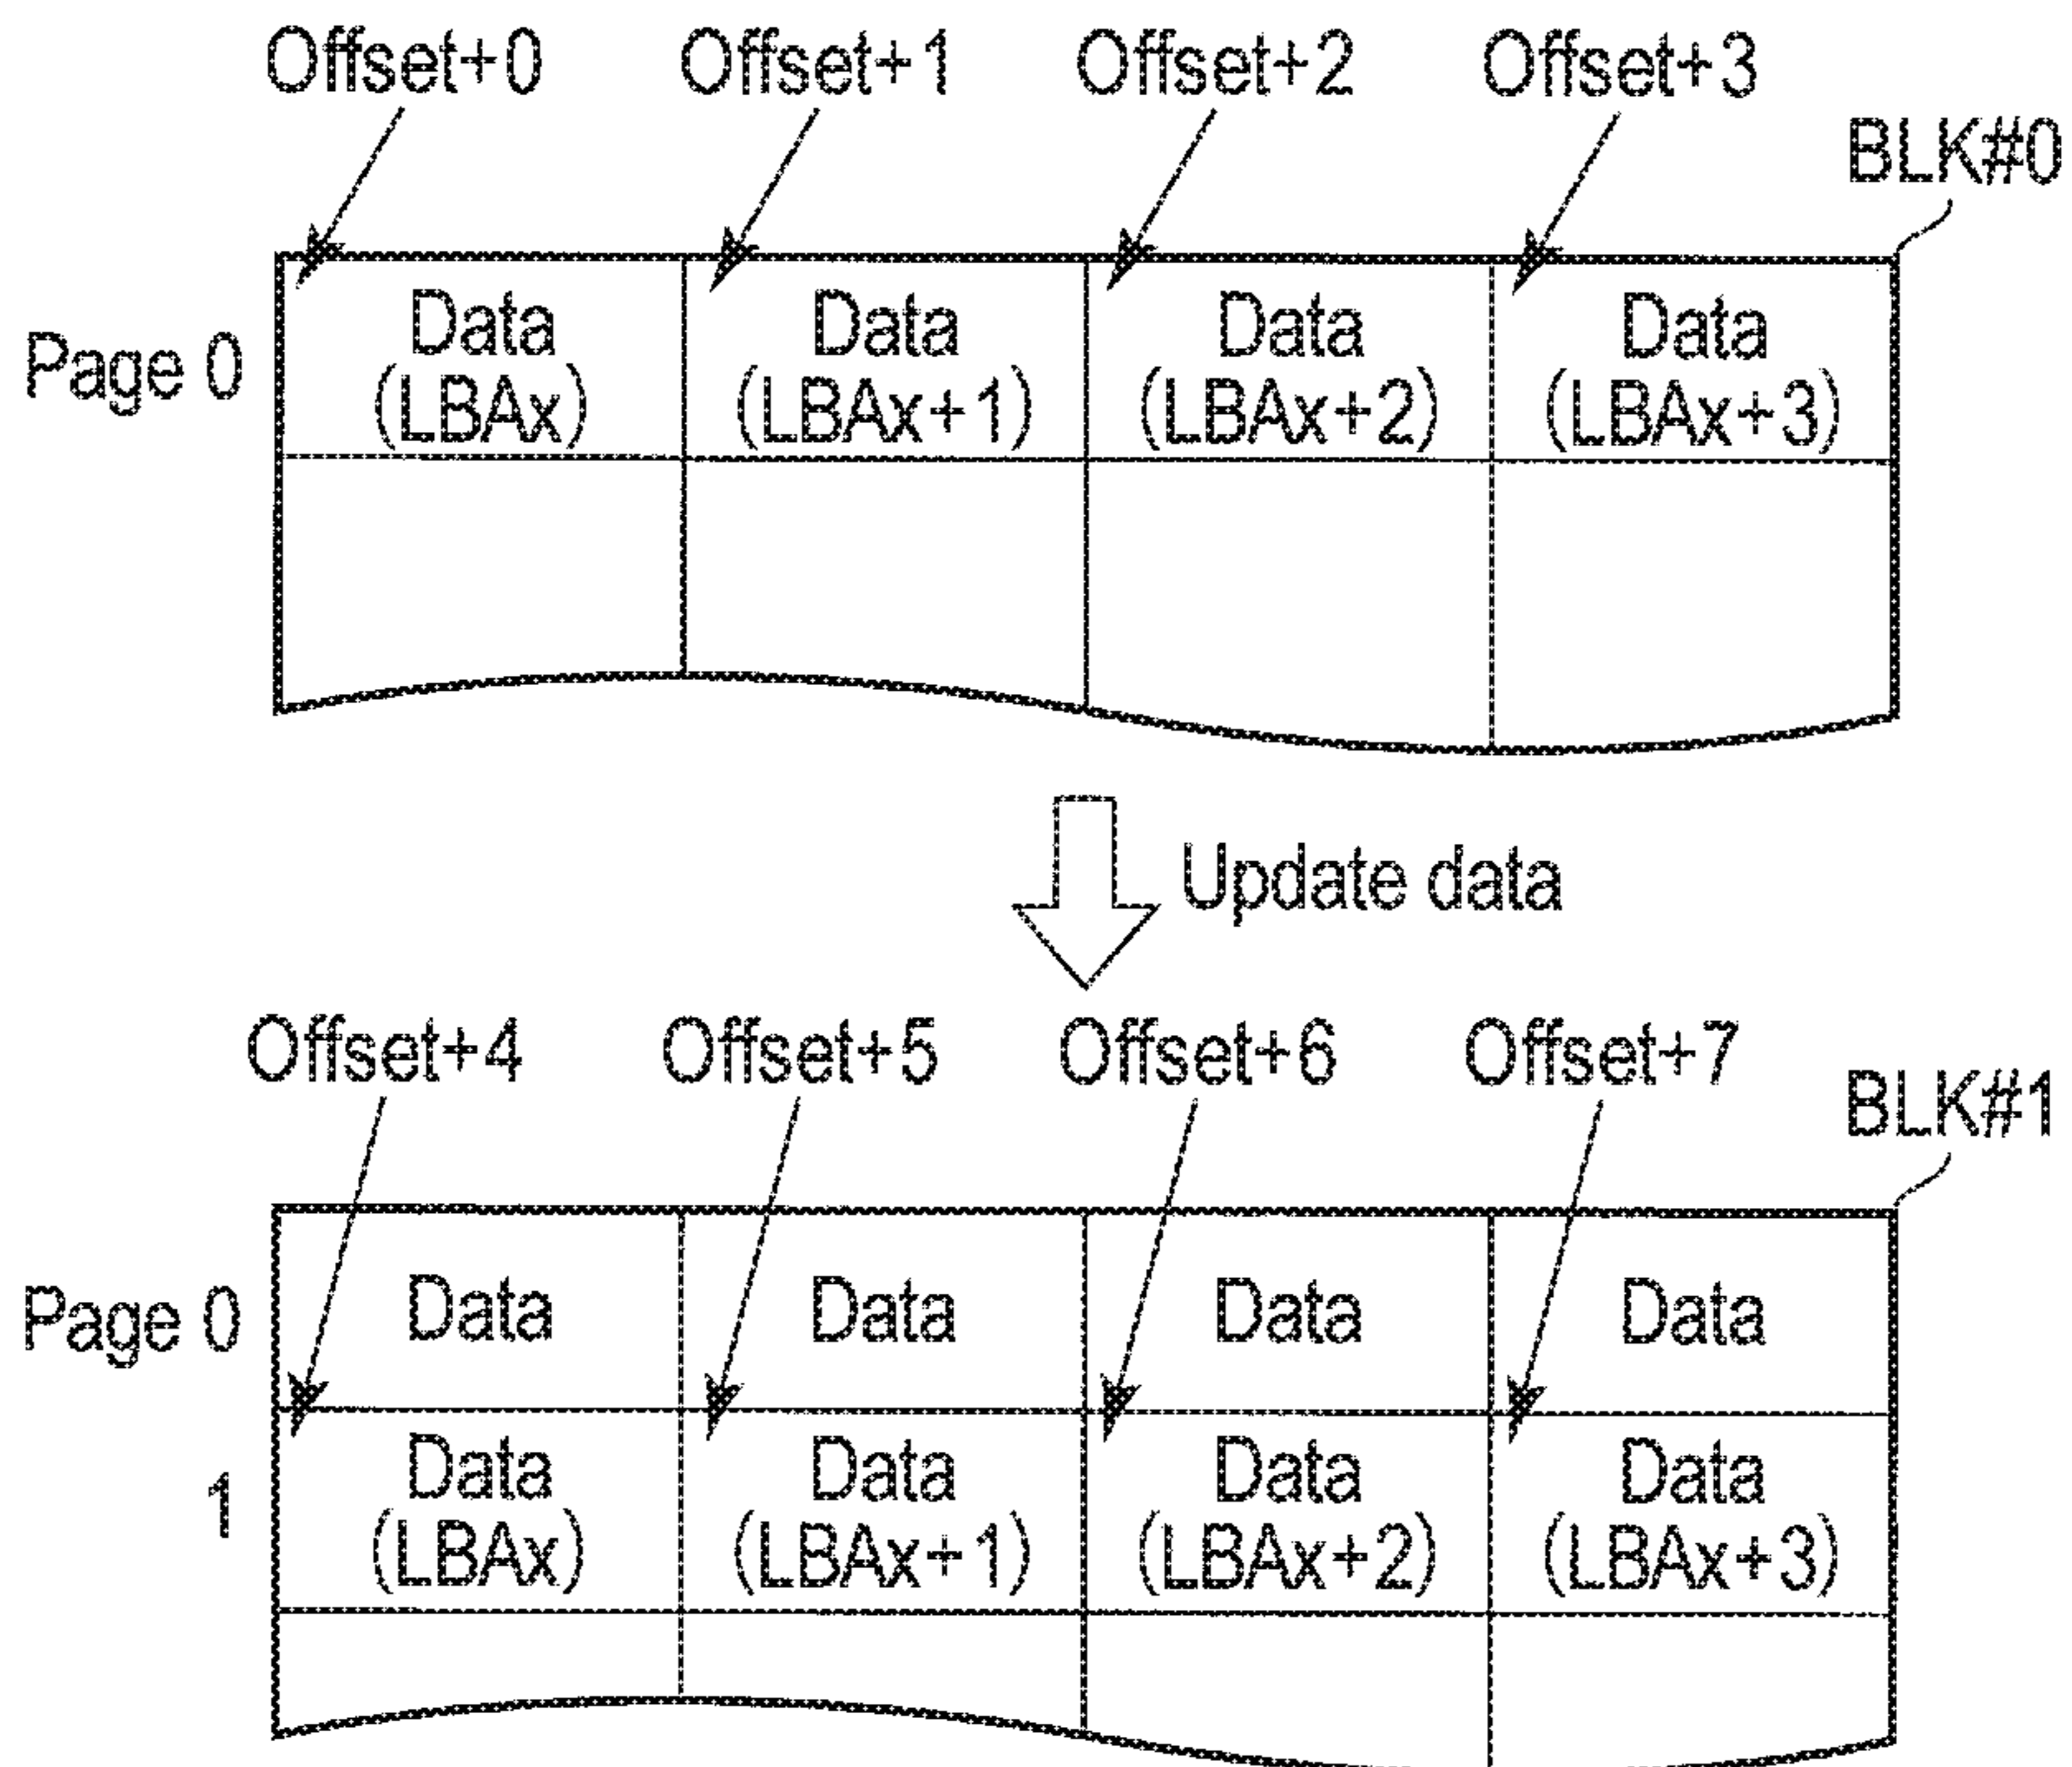 Offset+0 Offset+1 Offset+2 Offset+3
BLK#0
Page 0 Data Data Data Data
(LBAx) (LBAx+1) (LBAx+2) (LBAx+3)
Update data
Offset+4 Offset+5 Offset+6 Offset+7
BLK#1
Page 0 Data Data Data Data
1 Data Data Data Data
(LBAx) (LBAx+1) (LBAx+2) (LBAx+3)